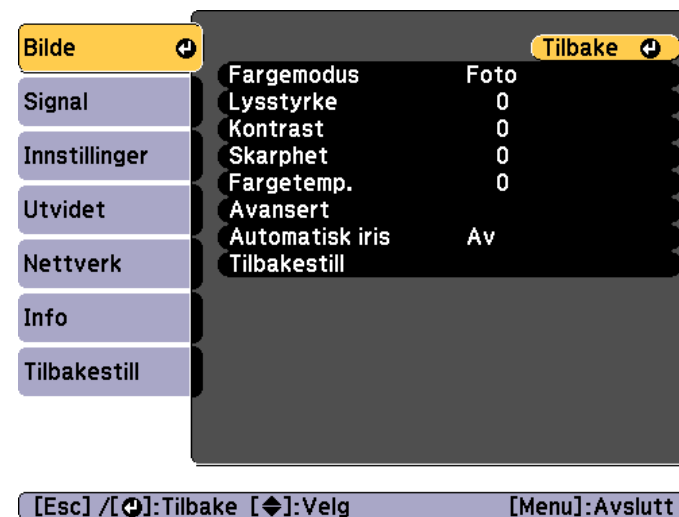 Bilde
Signal
Innstillinger
Utvidet
Nettverk
Info
Tilbakestill
Tilbake
Fargemodus Foto
Lysstyrke 0
Kontrast 0
Skarphet 0
Fargetemp. 0
Avansert
Automatisk iris Av
Tilbakestill
[Esc] /[⏎]:Tilbake [◆]:Velg [Menu]:Avslutt